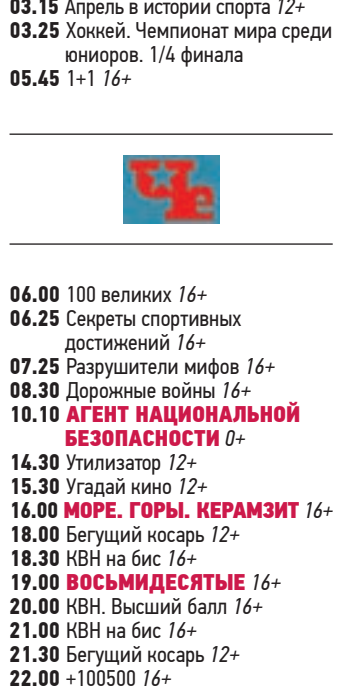 03.15 Апрель в истории спорта 12+
03.25 Хоккей. Чемпионат мира среди
юниоров. 1/4 финала
05.45 1+1 16+
Че
06.00 100 великих 16+
06.25 Секреты спортивных
достижений 16+
07.25 Разрушители мифов 16+
08.30 Дорожные войны 16+
10.10 АГЕНТ НАЦИОНАЛЬНОЙ
БЕЗОПАСНОСТИ 0+
14.30 Утилизатор 12+
15.30 Угадай кино 12+
16.00 МОРЕ. ГОРЫ. КЕРАМЗИТ 16+
18.00 Бегущий косарь 12+
18.30 КВН на бис 16+
19.00 ВОСЬМИДЕСЯТЫЕ 16+
20.00 КВН. Высший балл 16+
21.00 КВН на бис 16+
21.30 Бегущий косарь 12+
22.00 +100500 16+